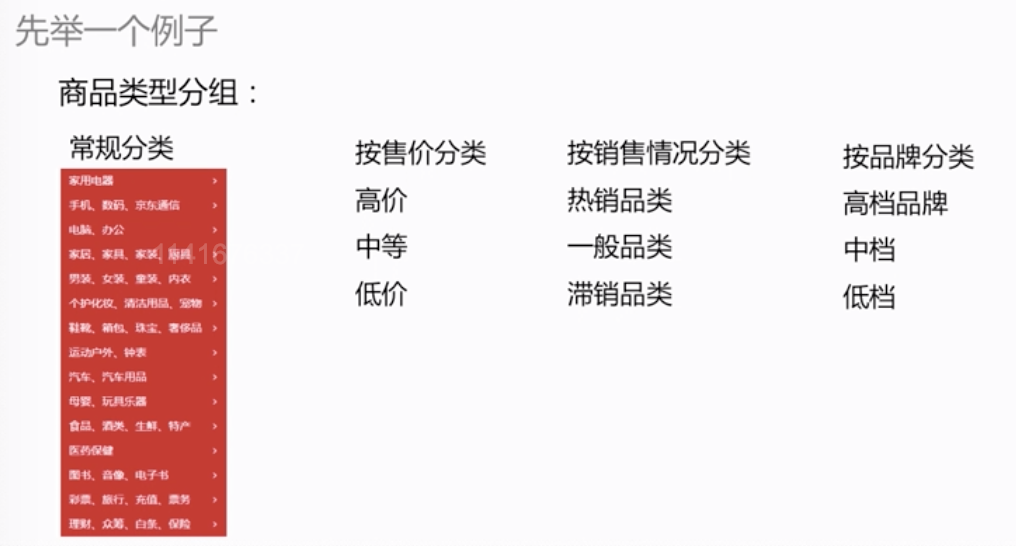 先举一个例子
商品类型分组：
常规分类
家用电器
手机、数码、京东通信
电脑、办公
家居、家具、家装、厨具
男装、女装、童装、内衣
个护化妆、清洁用品、宠物
鞋靴、箱包、珠宝、奢侈品
运动户外、钟表
汽车、汽车用品
母婴、玩具乐器
食品、酒类、生鲜、特产
医药保健
图书、音像、电子书
彩票、旅行、充值、票务
理财、众筹、白条、保险
11416
按售价分类
高价
中等
低价
按销售情况分类
热销品类
一般品类
滞销品类
按品牌分类
高档品牌
中档
低档